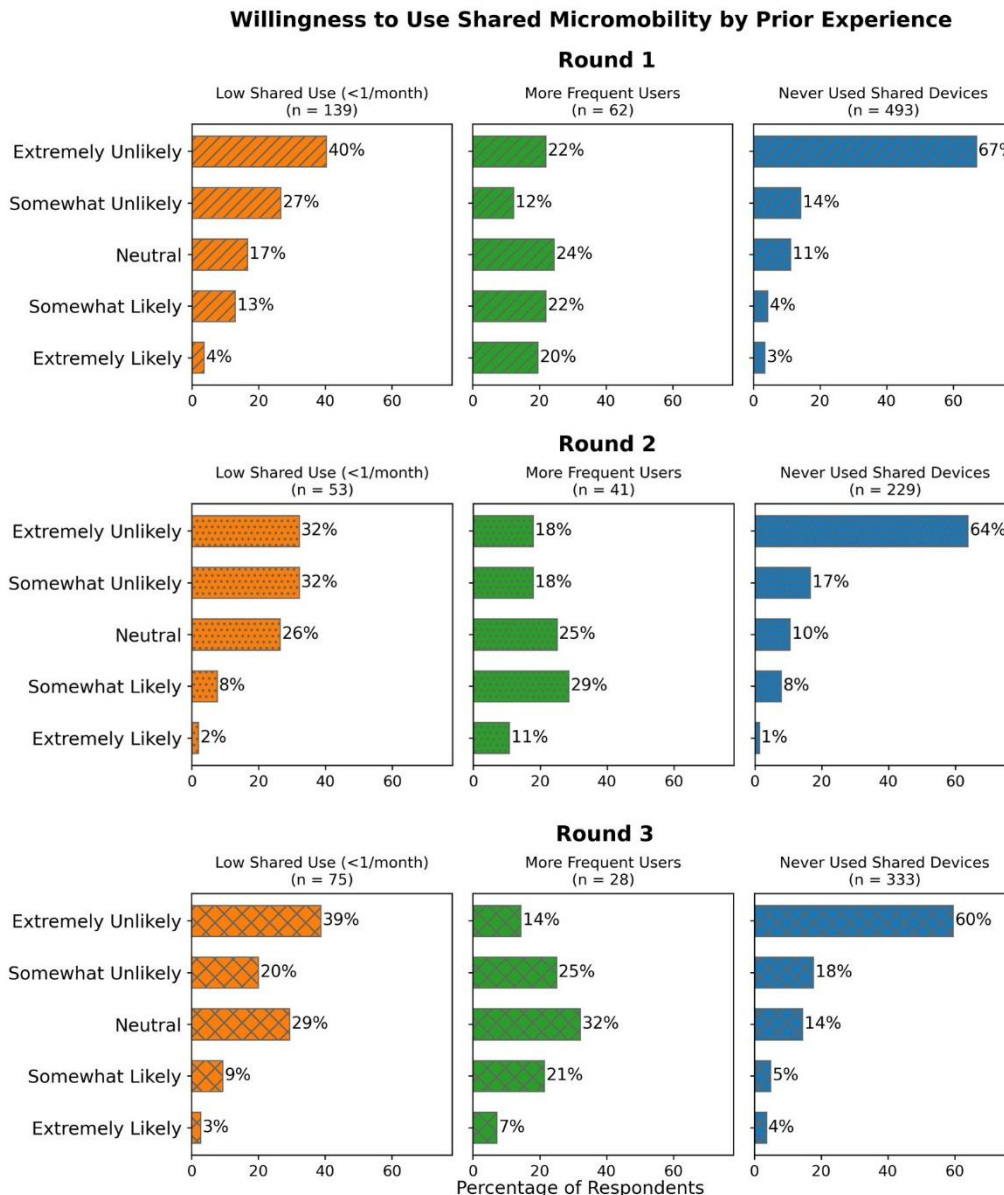 Willingness to Use Shared Micromobility by Prior Experience
Round 1
Low Shared Use (<1/month)
(n = 139)
More Frequent Users
(n = 62)
Never Used Shared Devices
(n = 493)
Extremely Unlikely 40% 22% 67%
Somewhat Unlikely 27% 12% 14%
Neutral 17% 24% 11%
Somewhat Likely 13% 22% 4%
Extremely Likely 4% 20% 3%
0 20 40 60 0 20 40 60 0 20 40 60
Round 2
Low Shared Use (<1/month)
(n = 53)
More Frequent Users
(n = 41)
Never Used Shared Devices
(n = 229)
Extremely Unlikely 32% 18% 64%
Somewhat Unlikely 32% 18% 17%
Neutral 26% 25% 10%
Somewhat Likely 8% 29% 8%
Extremely Likely 2% 11% 1%
0 20 40 60 0 20 40 60 0 20 40 60
Round 3
Low Shared Use (<1/month)
(n = 75)
More Frequent Users
(n = 28)
Never Used Shared Devices
(n = 333)
Extremely Unlikely 39% 14% 60%
Somewhat Unlikely 20% 25% 18%
Neutral 29% 32% 14%
Somewhat Likely 9% 21% 5%
Extremely Likely 3% 7% 4%
0 20 40 60 0 20 40 60 0 20 40 60
Percentage of Respondents